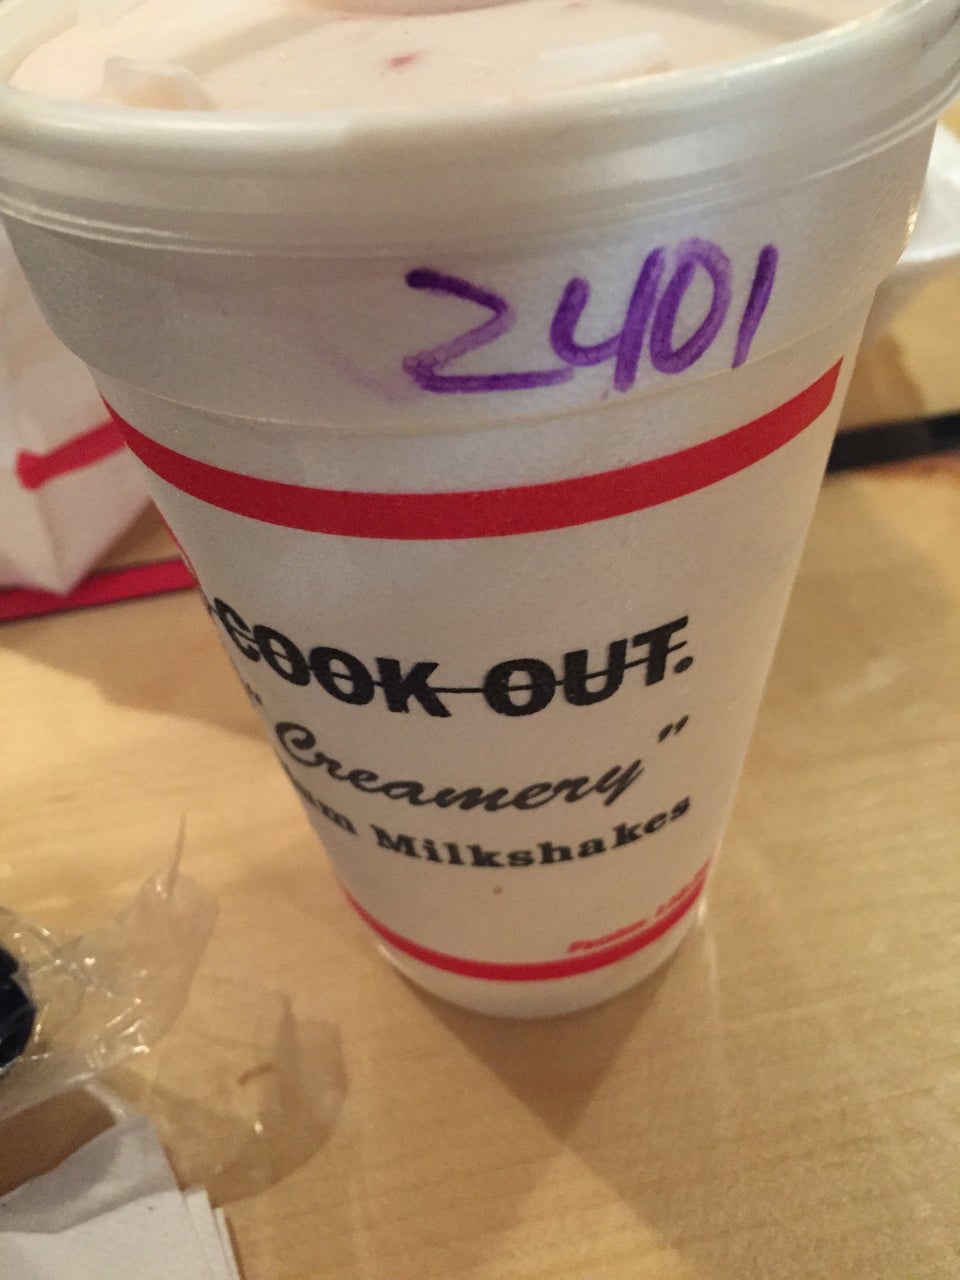 2401
COOK OUT.
"Creamery"
Milkshakes